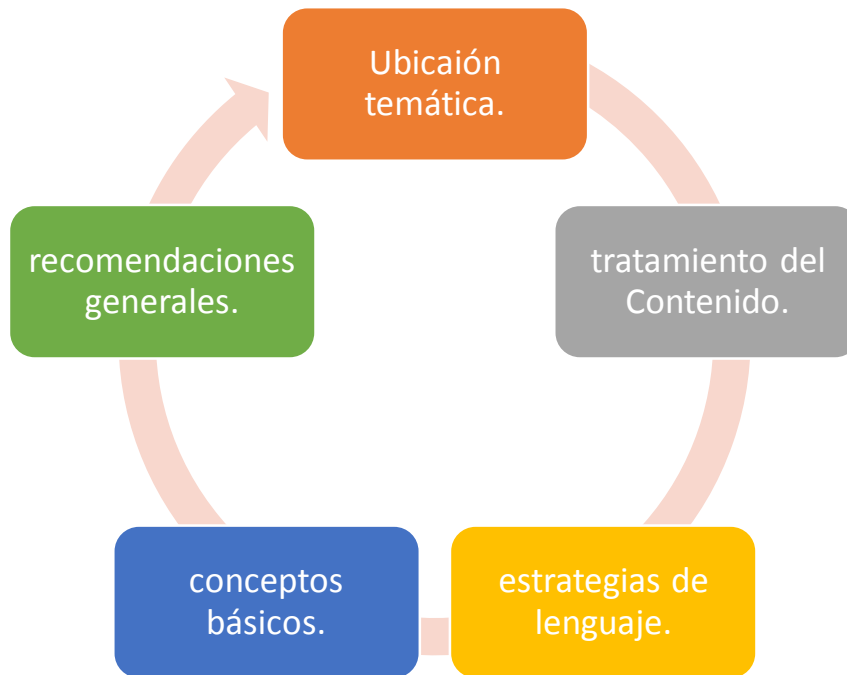 Ubicaión
temática.
tratamiento del
Contenido.
estrategias de
lenguaje.
conceptos
básicos.
recomendaciones
generales.